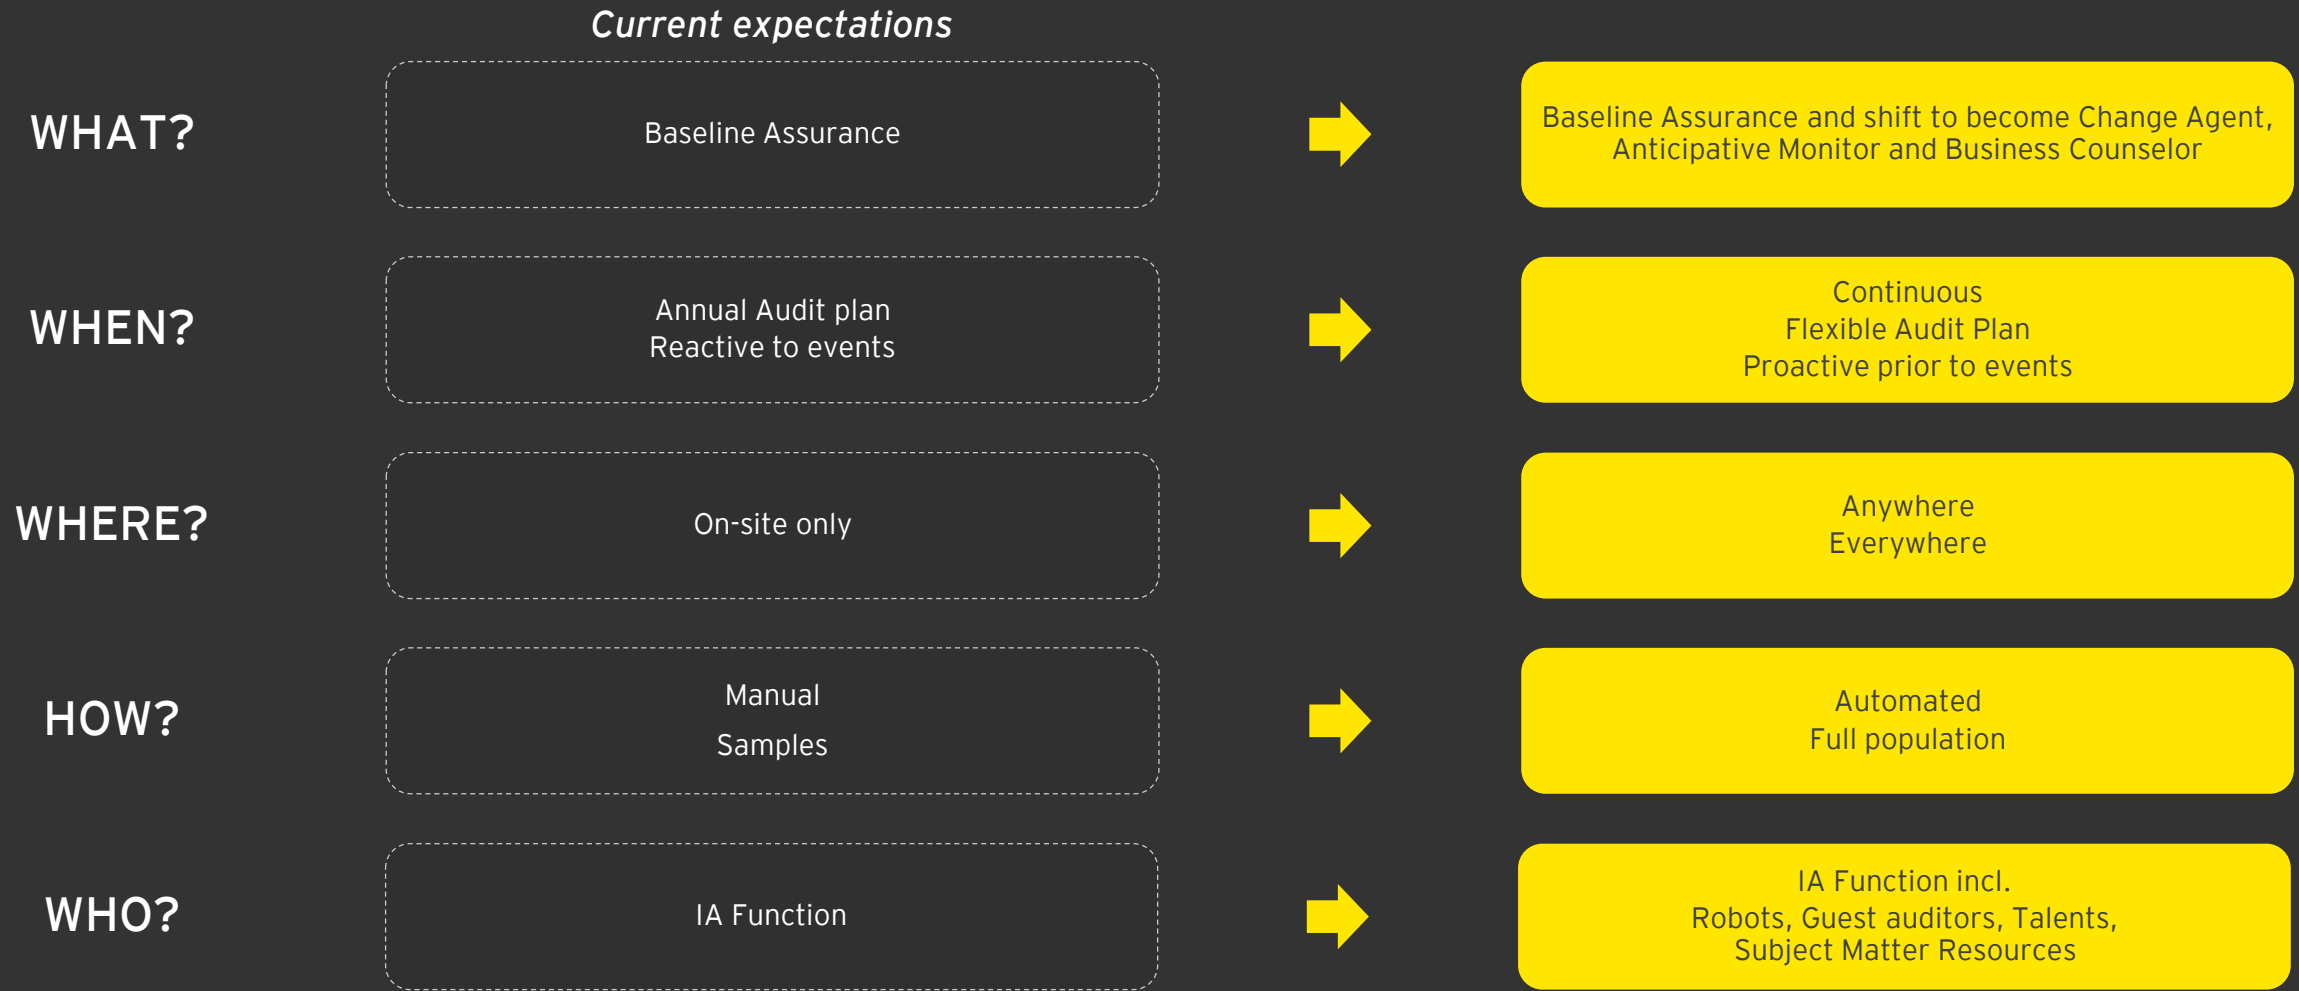 Current expectations
WHAT?
Baseline Assurance
Baseline Assurance and shift to become Change Agent,
Anticipative Monitor and Business Counselor
WHEN?
Annual Audit plan
Reactive to events
Continuous
Flexible Audit Plan
Proactive prior to events
WHERE?
On-site only
Anywhere
Everywhere
HOW?
Manual
Samples
Automated
Full population
WHO?
IA Function
IA Function incl.
Robots, Guest auditors, Talents,
Subject Matter Resources